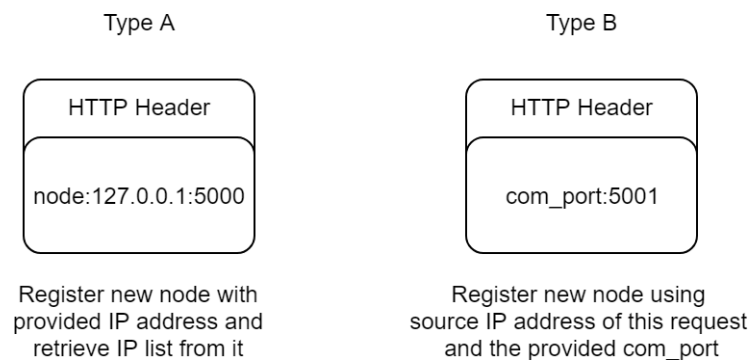 Type A
HTTP Header
node:127.0.0.1:5000
Register new node with
provided IP address and
retrieve IP list from it
Type B
HTTP Header
com_port:5001
Register new node using
source IP address of this request
and the provided com_port